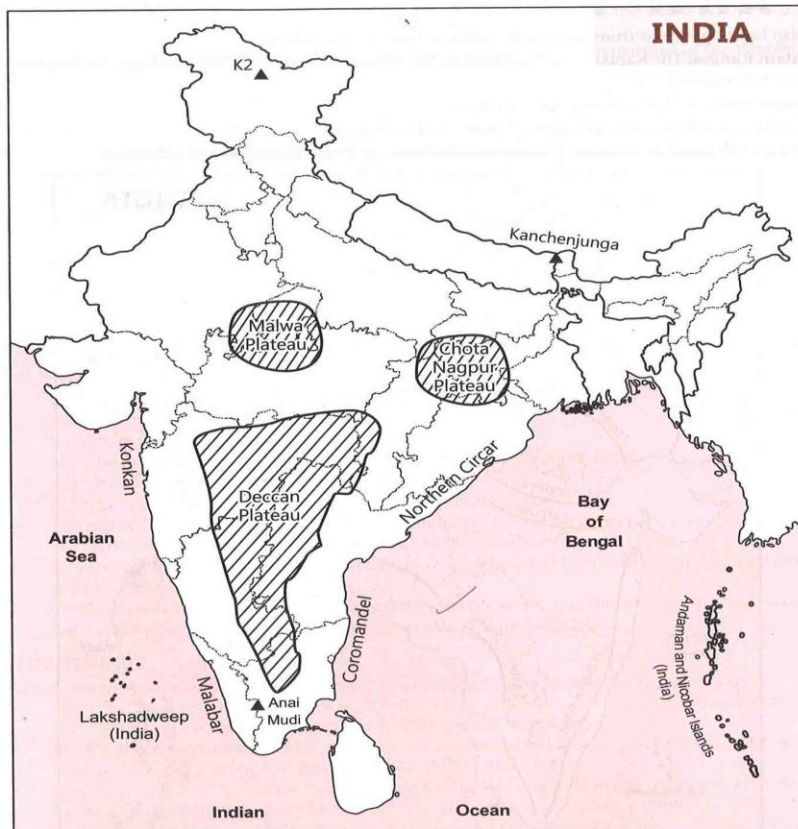 INDIA
K2
Kanchenjunga
Malwa
Plateau
Chota
Nagpur
Plateau
Konkan
Deccan
Plateau
Northern Circar
Arabian
Sea
Bay
of
Bengal
Coromandel
Andaman and Nicobar Islands
(India)
Malabar
Anai
Mudi
Lakshadweep
(India)
Indian
Ocean